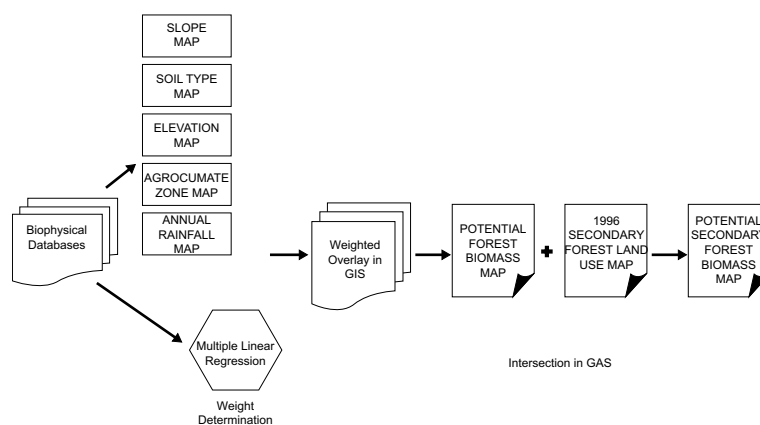 SLOPE
MAP
SOIL TYPE
MAP
ELEVATION
MAP
AGROCUMATE
ZONE MAP
ANNUAL
RAINFALL
MAP
Biophysical
Databases
Multiple Linear
Regression
Weight
Determination
Weighted
Overlay in
GIS
POTENTIAL
FOREST
BIOMASS
MAP
1996
SECONDARY
FOREST LAND
USE MAP
POTENTIAL
SECONDARY
FOREST
BIOMASS
MAP
Intersection in GAS